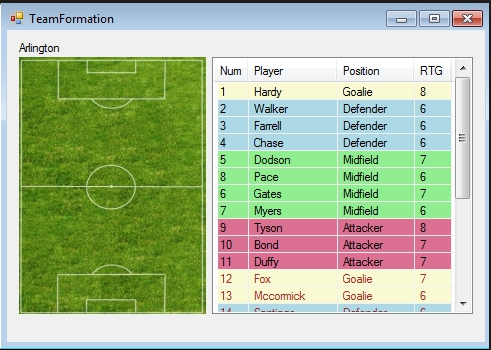 TeamFormation
Arlington
Num Player Position RTG
1 Hardy Goalie 8
2 Walker Defender 6
3 Farrell Defender 6
4 Chase Defender 6
5 Dodson Midfield 7
8 Pace Midfield 6
6 Gates Midfield 7
7 Myers Midfield 6
9 Tyson Attacker 8
10 Bond Attacker 7
11 Duffy Attacker 7
12 Fox Goalie 7
13 Mccormick Goalie 6
14 Santiago Defender 6